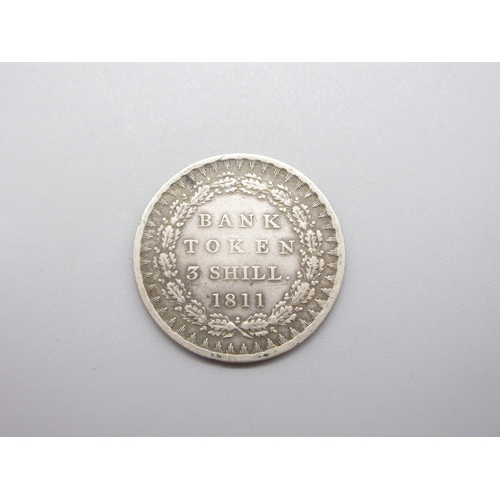 BANK
TOKEN
3 SHILL.
1811